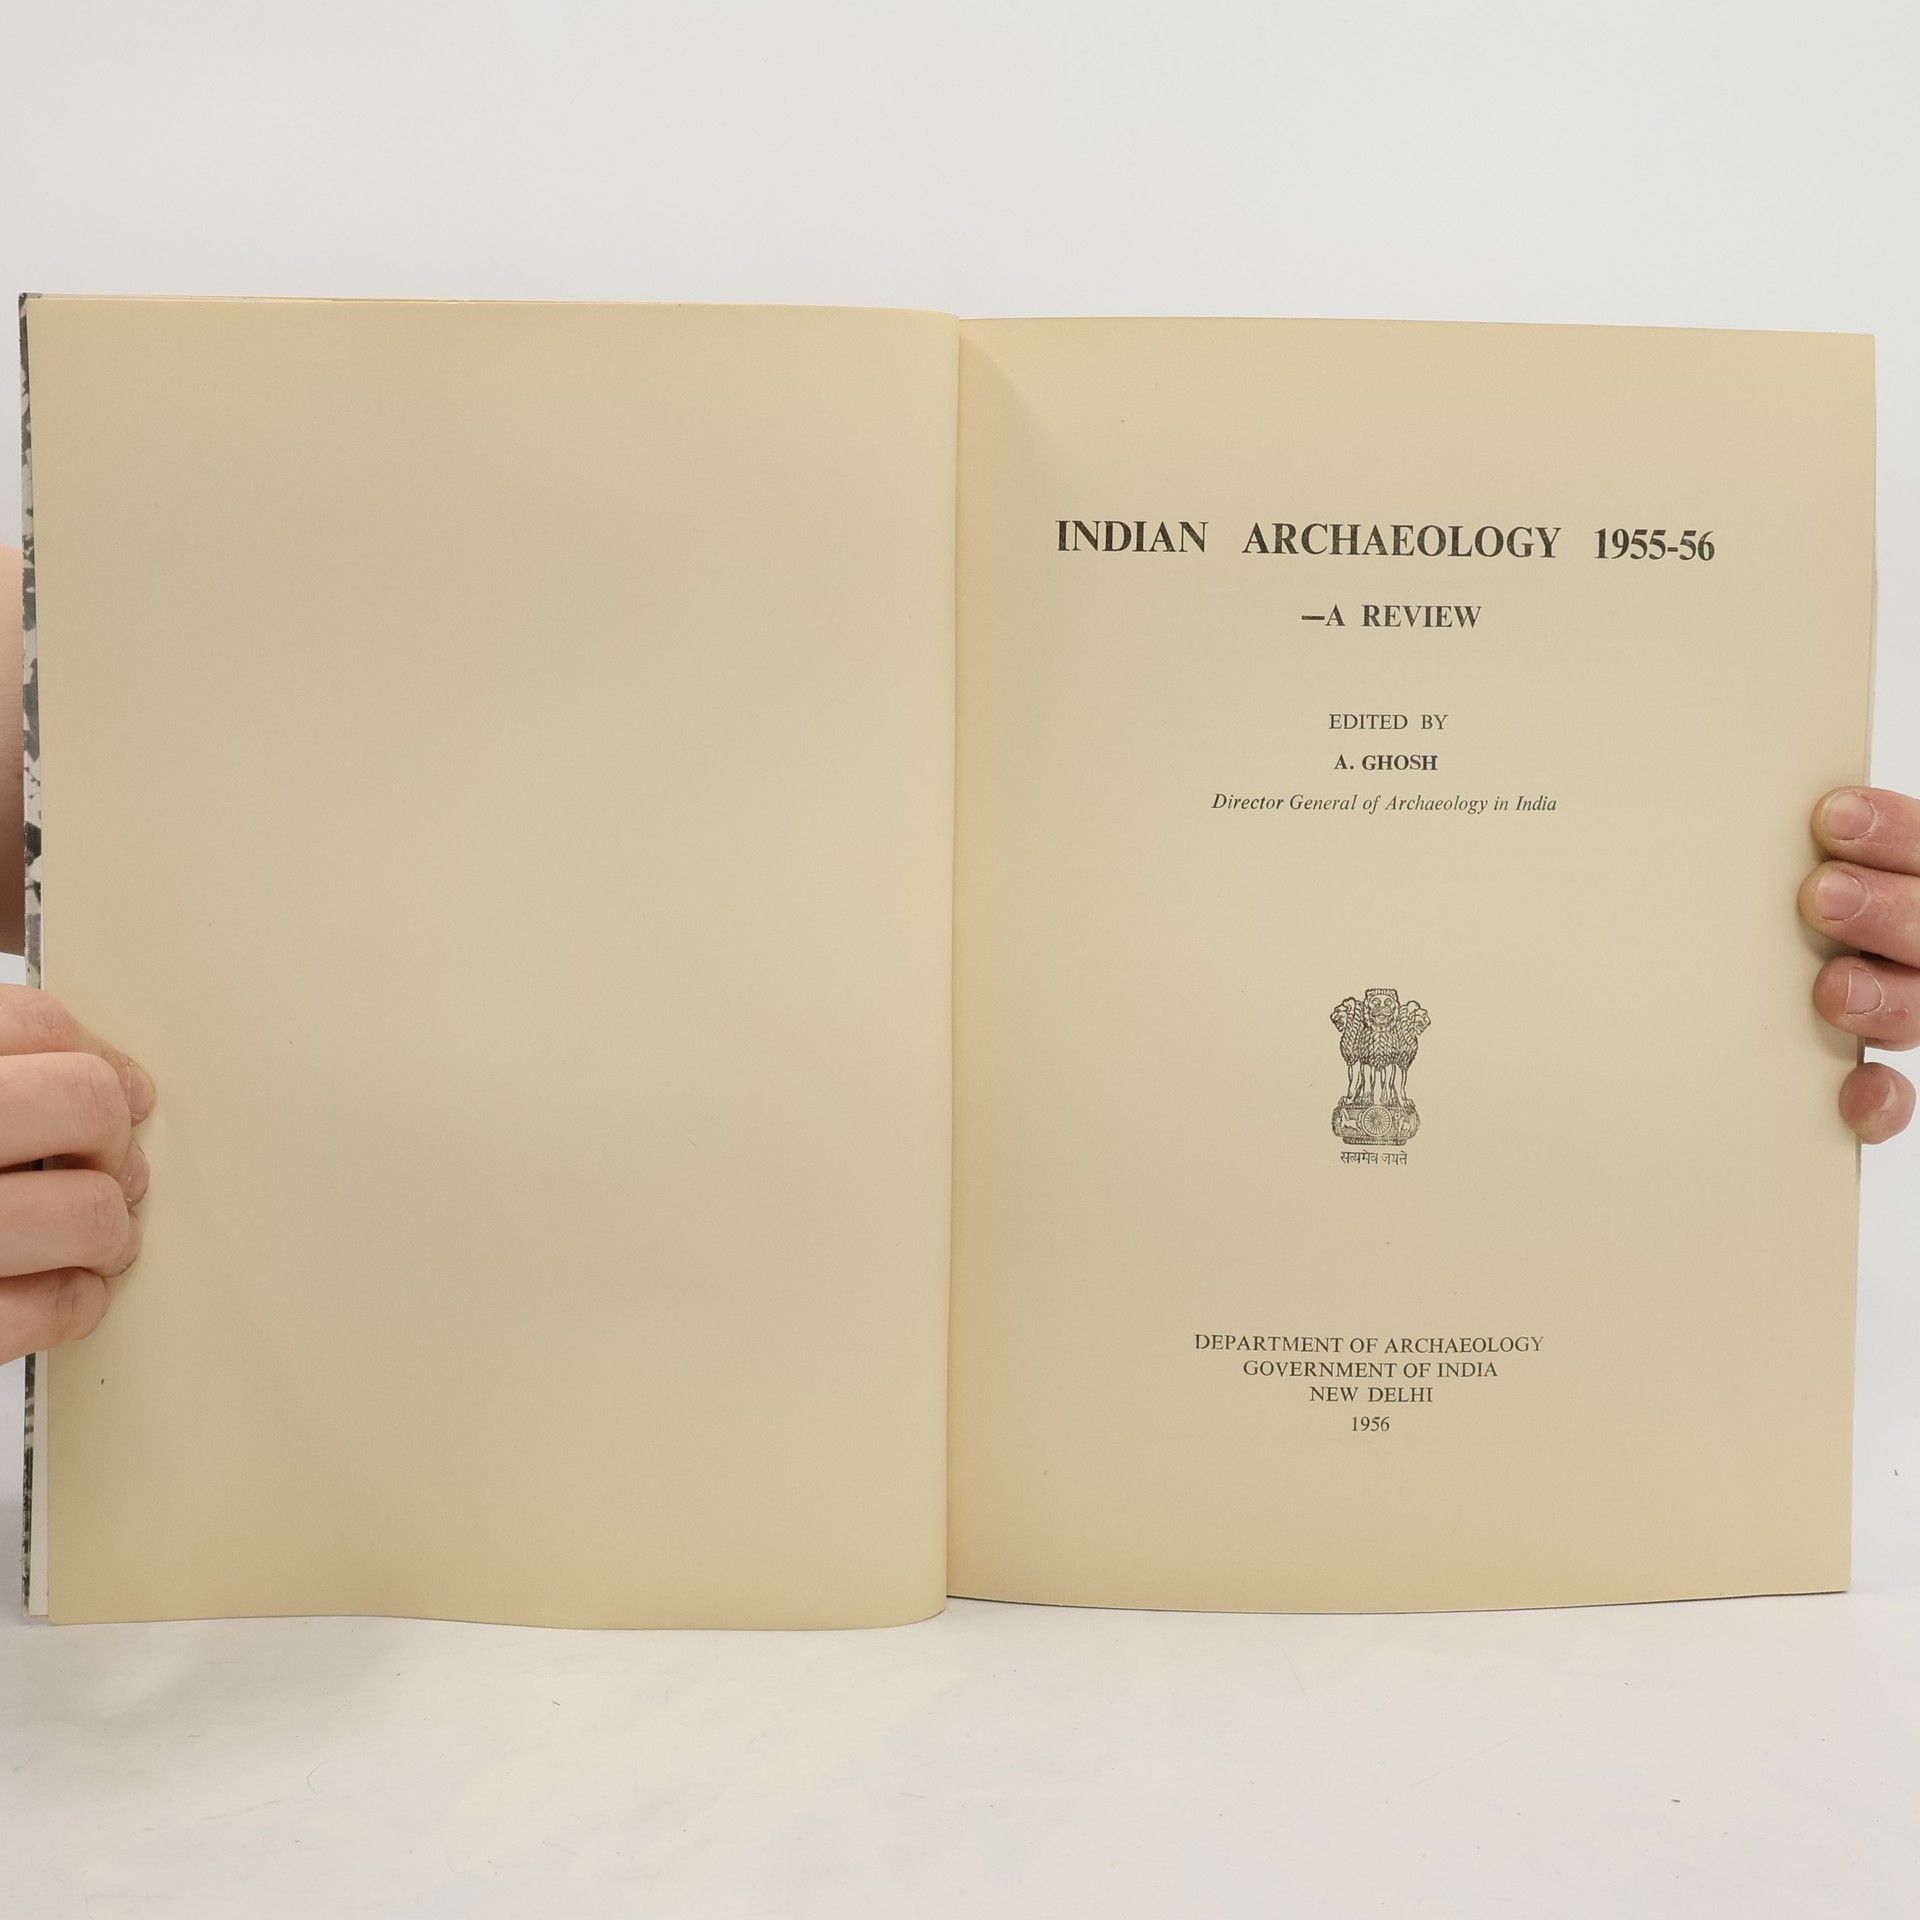 INDIAN ARCHAEOLOGY 1955-56
—A REVIEW
EDITED BY
A. GHOSH
Director General of Archaeology in India
सत्यमेव जयते
DEPARTMENT OF ARCHAEOLOGY
GOVERNMENT OF INDIA
NEW DELHI
1956